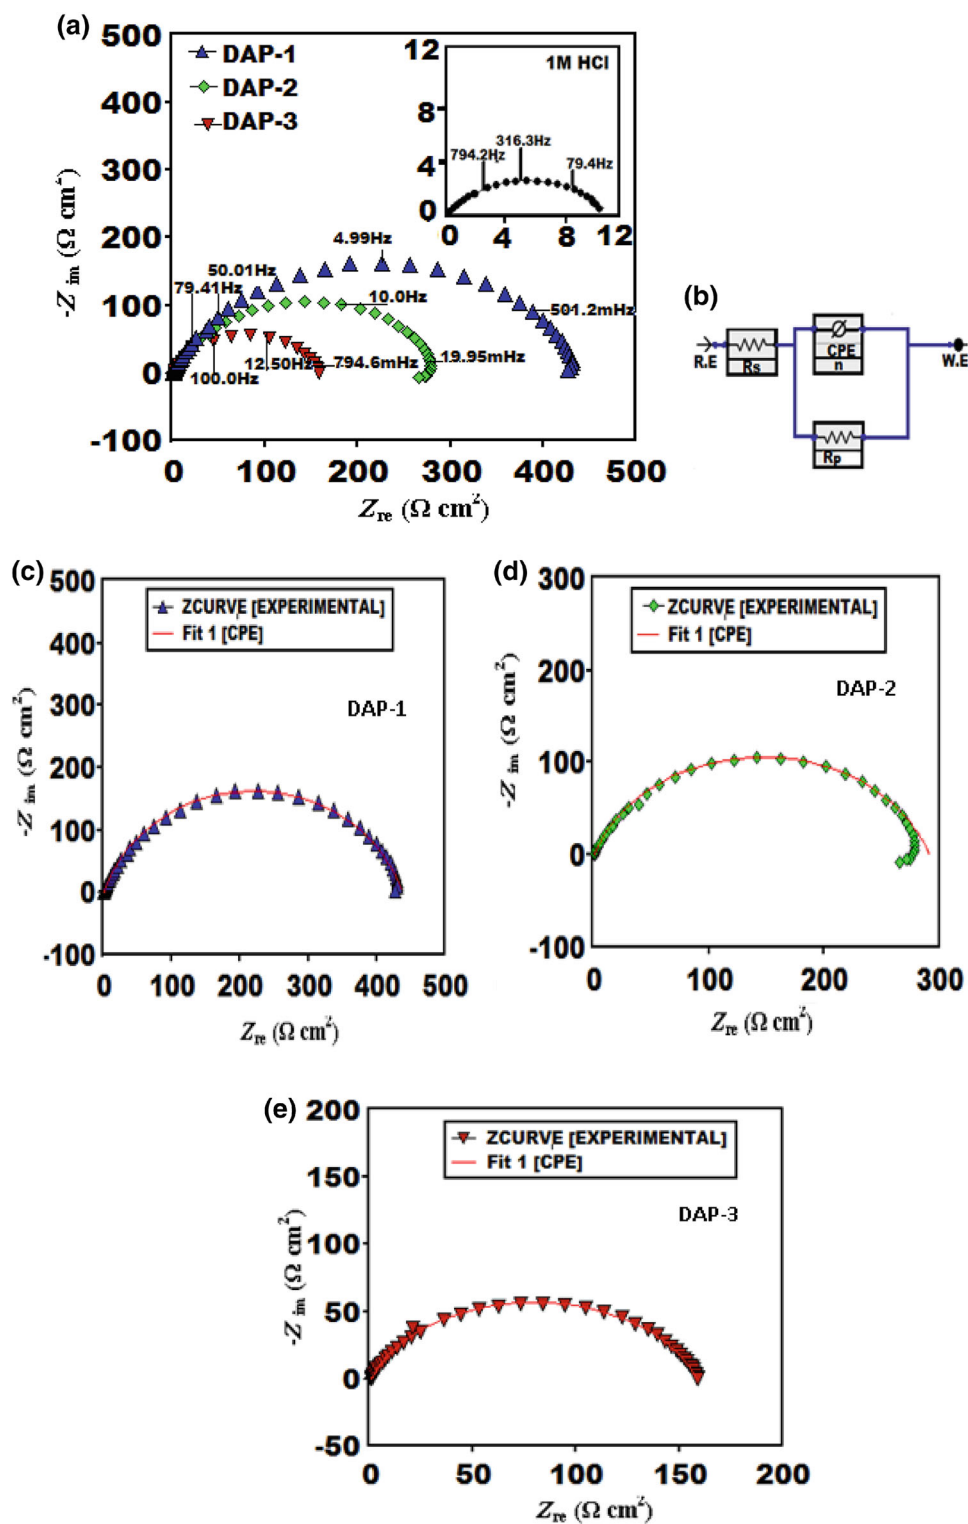 (a)
500
400
300
200
100
0
-100
-Z im (Ω cm²)
DAP-1
DAP-2
DAP-3
12
8
4
0
1M HCl
794.2Hz
316.3Hz
79.4Hz
0 4 8 12
4.99Hz
50.01Hz
79.41Hz
10.0Hz
501.2mHz
12.50Hz
794.6mHz
19.95mHz
100.0Hz
0 100 200 300 400 500
Zre (Ω cm²)
(b)
R.E
Rs
CPE
n
Rp
W.E
(c)
500
400
300
200
100
0
-100
-Z im (Ω cm²)
ZCURVE [EXPERIMENTAL]
Fit 1 [CPE]
DAP-1
0 100 200 300 400 500
Zre (Ω cm²)
(d)
300
200
100
0
-100
-Z im (Ω cm²)
ZCURVE [EXPERIMENTAL]
Fit 1 [CPE]
DAP-2
0 100 200 300
Zre (Ω cm²)
(e)
200
150
100
50
0
-50
-Z im (Ω cm²)
ZCURVE [EXPERIMENTAL]
Fit 1 [CPE]
DAP-3
0 50 100 150 200
Zre (Ω cm²)